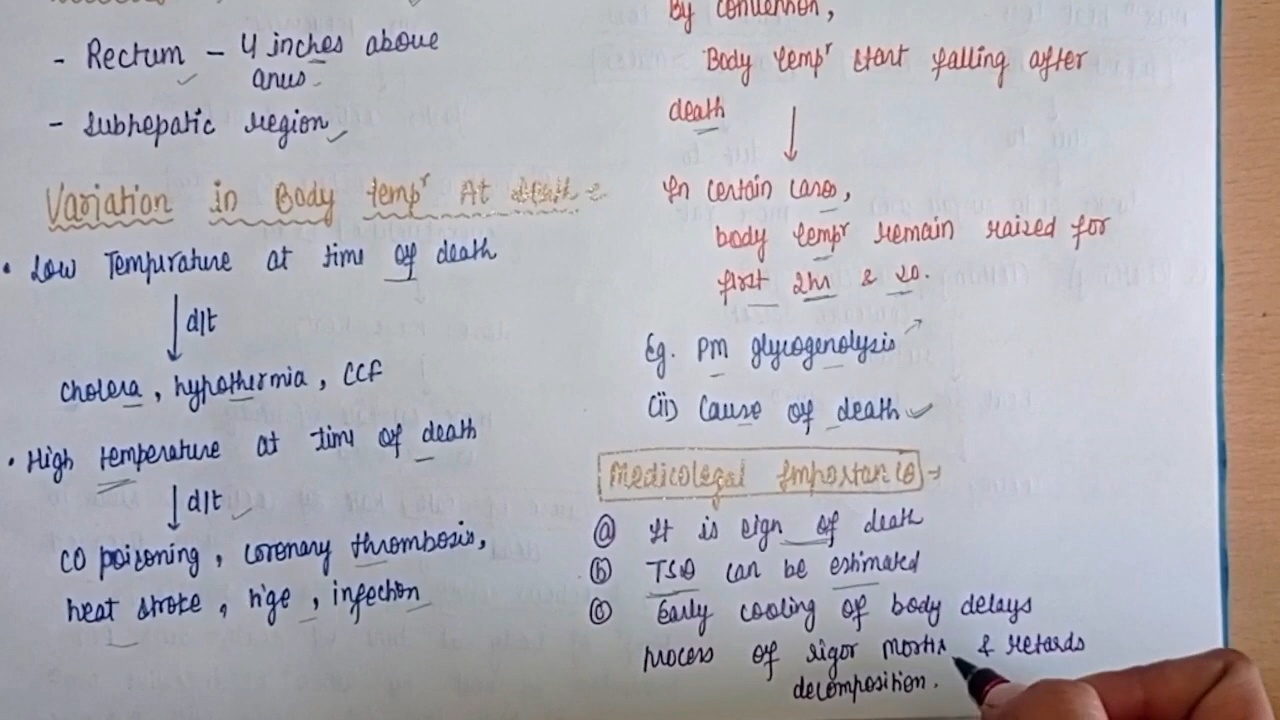 - Rectum – 4 inches above
anus.
- Subhepatic region
Variation in Body tempr At death :
• Low Temperature at time of death
d/t
cholera, hypothermia, CCF
• High temperature at time of death
d/t
CO poisoning, coronary thrombosis,
heat stroke, infection
By convention,
Body tempr start falling after
death
In certain cases,
body tempr remain raised for
first 2hr & so.
Eg. PM glycogenolysis
(ii) Cause of death
Medicolegal Importance
(a) It is sign of death
(b) TSD can be estimated
(c) Early cooling of body delays
process of rigor mortis & retards
decomposition.